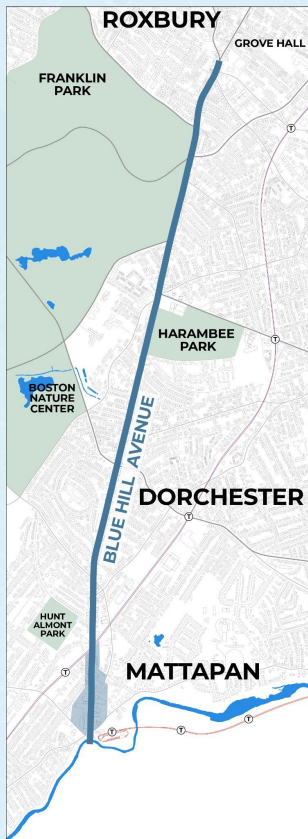 ROXBURY
GROVE HALL
FRANKLIN
PARK
T
T
HARAMBEE
PARK
BOSTON
NATURE
CENTER
BLUE HILL AVENUE
DORCHESTER
T
HUNT
ALMONT
PARK
MATTAPAN
T
T
T
T